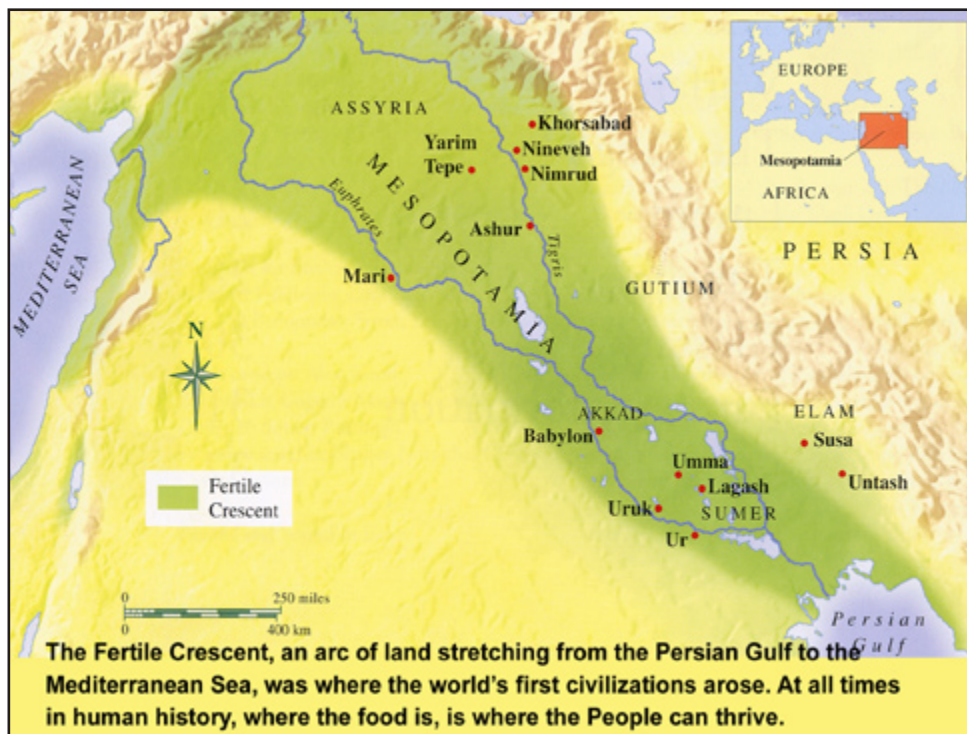 EUROPE
Mesopotamia
AFRICA
ASSYRIA
Khorsabad
Yarim
Tepe
Nineveh
Nimrud
MESOPOTAMIA
Euphrates
Tigris
Ashur
Mari
MEDITERRANEAN
SEA
PERSIA
GUTIUM
N
AKKAD
Babylon
ELAM
Susa
Untash
Umma
Lagash
Uruk
SUMER
Ur
Fertile
Crescent
0 250 miles
0 400 km
Persian
Gulf
The Fertile Crescent, an arc of land stretching from the Persian Gulf to the
Mediterranean Sea, was where the world's first civilizations arose. At all times
in human history, where the food is, is where the People can thrive.